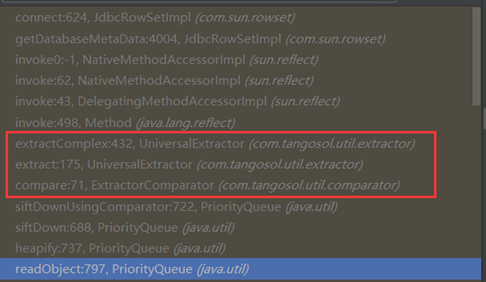 connect:624, JdbcRowSetImpl (com.sun.rowset)
getDatabaseMetaData:4004, JdbcRowSetImpl (com.sun.rowset)
invoke0:-1, NativeMethodAccessorImpl (sun.reflect)
invoke:62, NativeMethodAccessorImpl (sun.reflect)
invoke:43, DelegatingMethodAccessorImpl (sun.reflect)
invoke:498, Method (java.lang.reflect)
extractComplex:432, UniversalExtractor (com.tangosol.util.extractor)
extract:175, UniversalExtractor (com.tangosol.util.extractor)
compare:71, ExtractorComparator (com.tangosol.util.comparator)
siftDownUsingComparator:722, PriorityQueue (java.util)
siftDown:688, PriorityQueue (java.util)
heapify:737, PriorityQueue (java.util)
readObject:797, PriorityQueue (java.util)